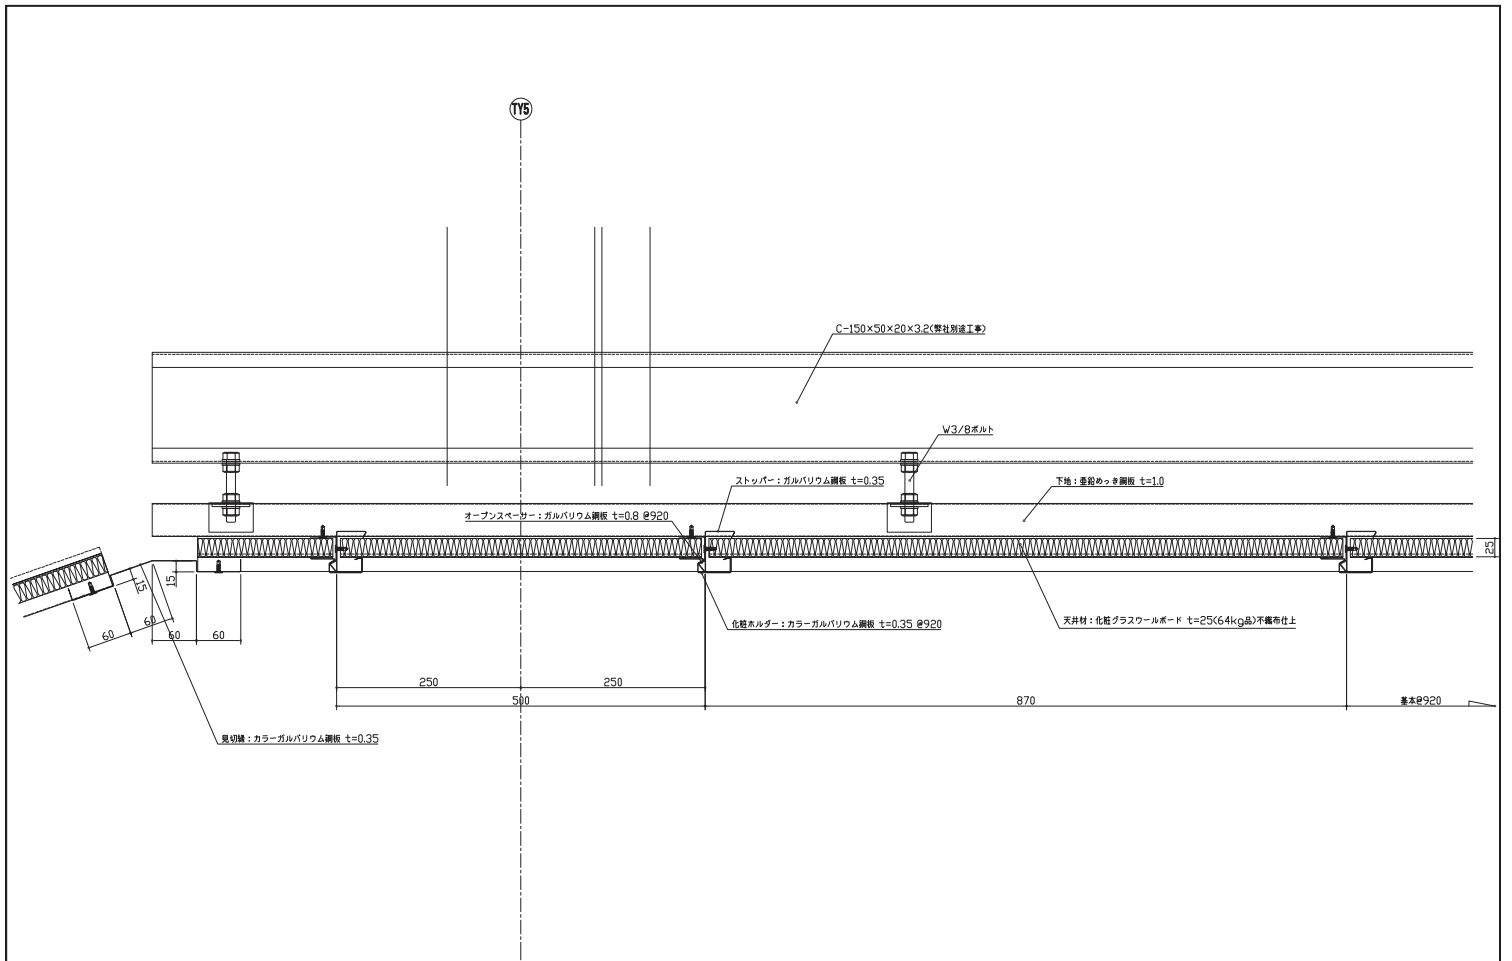 TY5
C-150×50×20×3.2(弊社別途工事)
W3/8ボルト
ストッパー：ガルバリウム鋼板 t=0.35
下地：亜鉛めっき鋼板 t=1.0
オープンスペーサー：ガルバリウム鋼板 t=0.8 @920
25
15
15
60
60
60
60
化粧ホルダー：カラーガルバリウム鋼板 t=0.35 @920
天井材：化粧グラスウールボード t=25(64kg品)不織布仕上
250
250
500
870
基本@920
見切縁：カラーガルバリウム鋼板 t=0.35